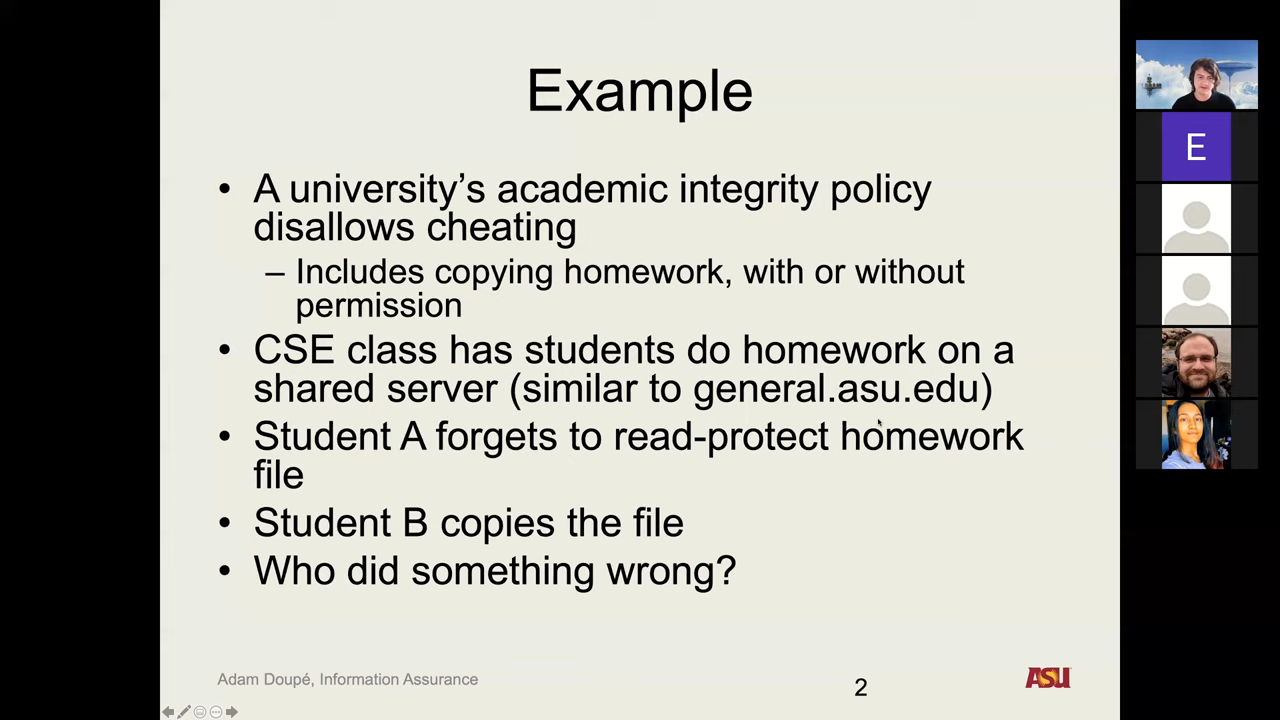 Example
• A university’s academic integrity policy
disallows cheating
– Includes copying homework, with or without
permission
• CSE class has students do homework on a
shared server (similar to general.asu.edu)
• Student A forgets to read-protect homework
file
• Student B copies the file
• Who did something wrong?
Adam Doupé, Information Assurance
2
ASU
E